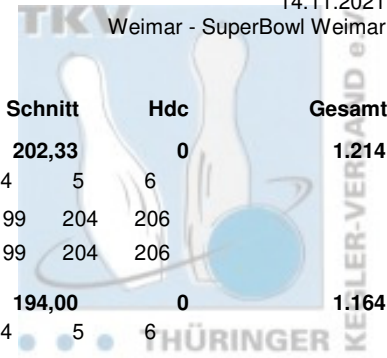 14.11.2021
TKV
Weimar - SuperBowl Weimar
Schnitt Hdc Gesamt
202,33 0 1.214
4 5 6
99 204 206
99 204 206
194,00 0 1.164
4 5 6
THÜRINGER
KEGLER-VERBAND e.V.